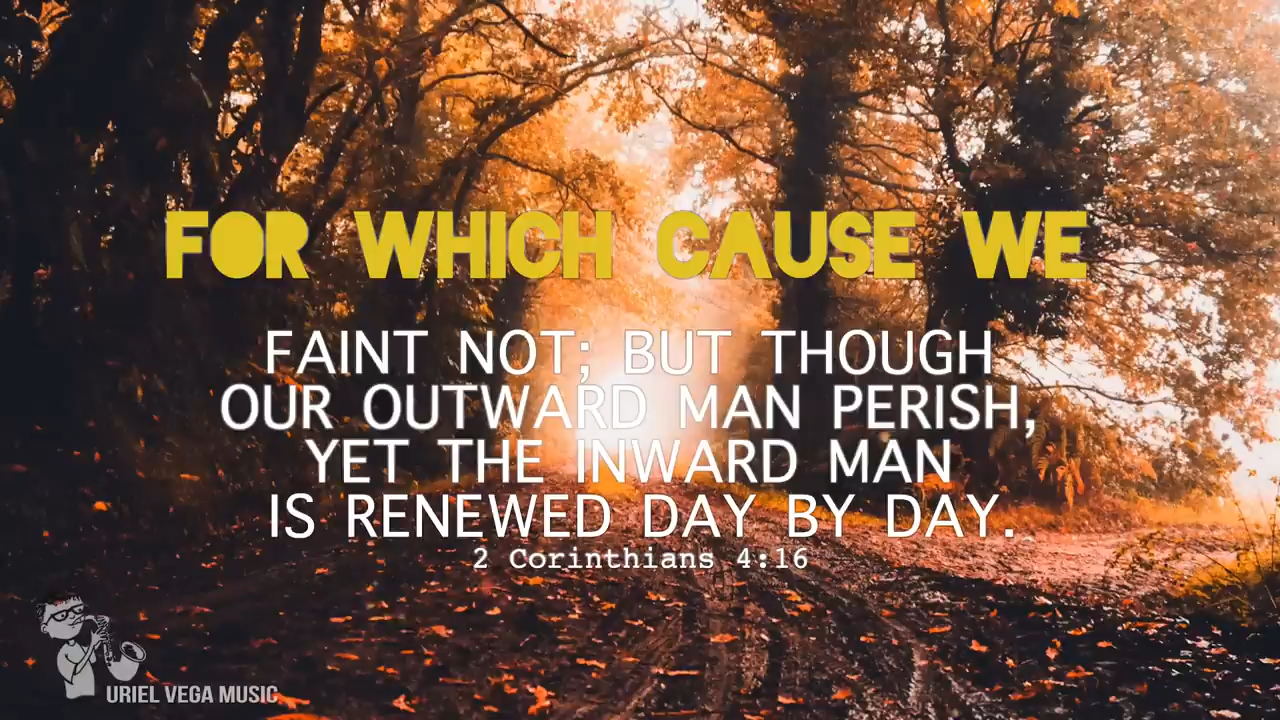 FOR WHICH CAUSE WE
FAINT NOT; BUT THOUGH
OUR OUTWARD MAN PERISH,
YET THE INWARD MAN
IS RENEWED DAY BY DAY.
2 Corinthians 4:16
URIEL VEGA MUSIC